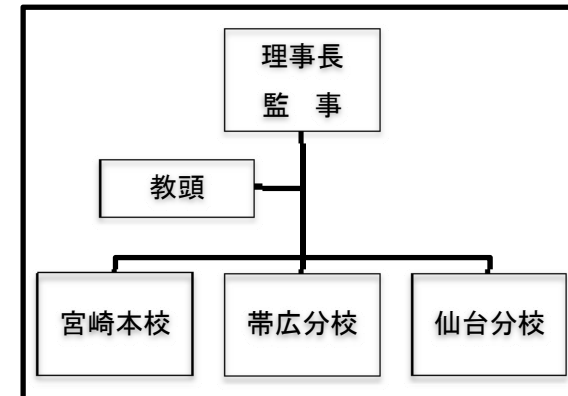 理事長
監　事
教頭
宮崎本校
帯広分校
仙台分校